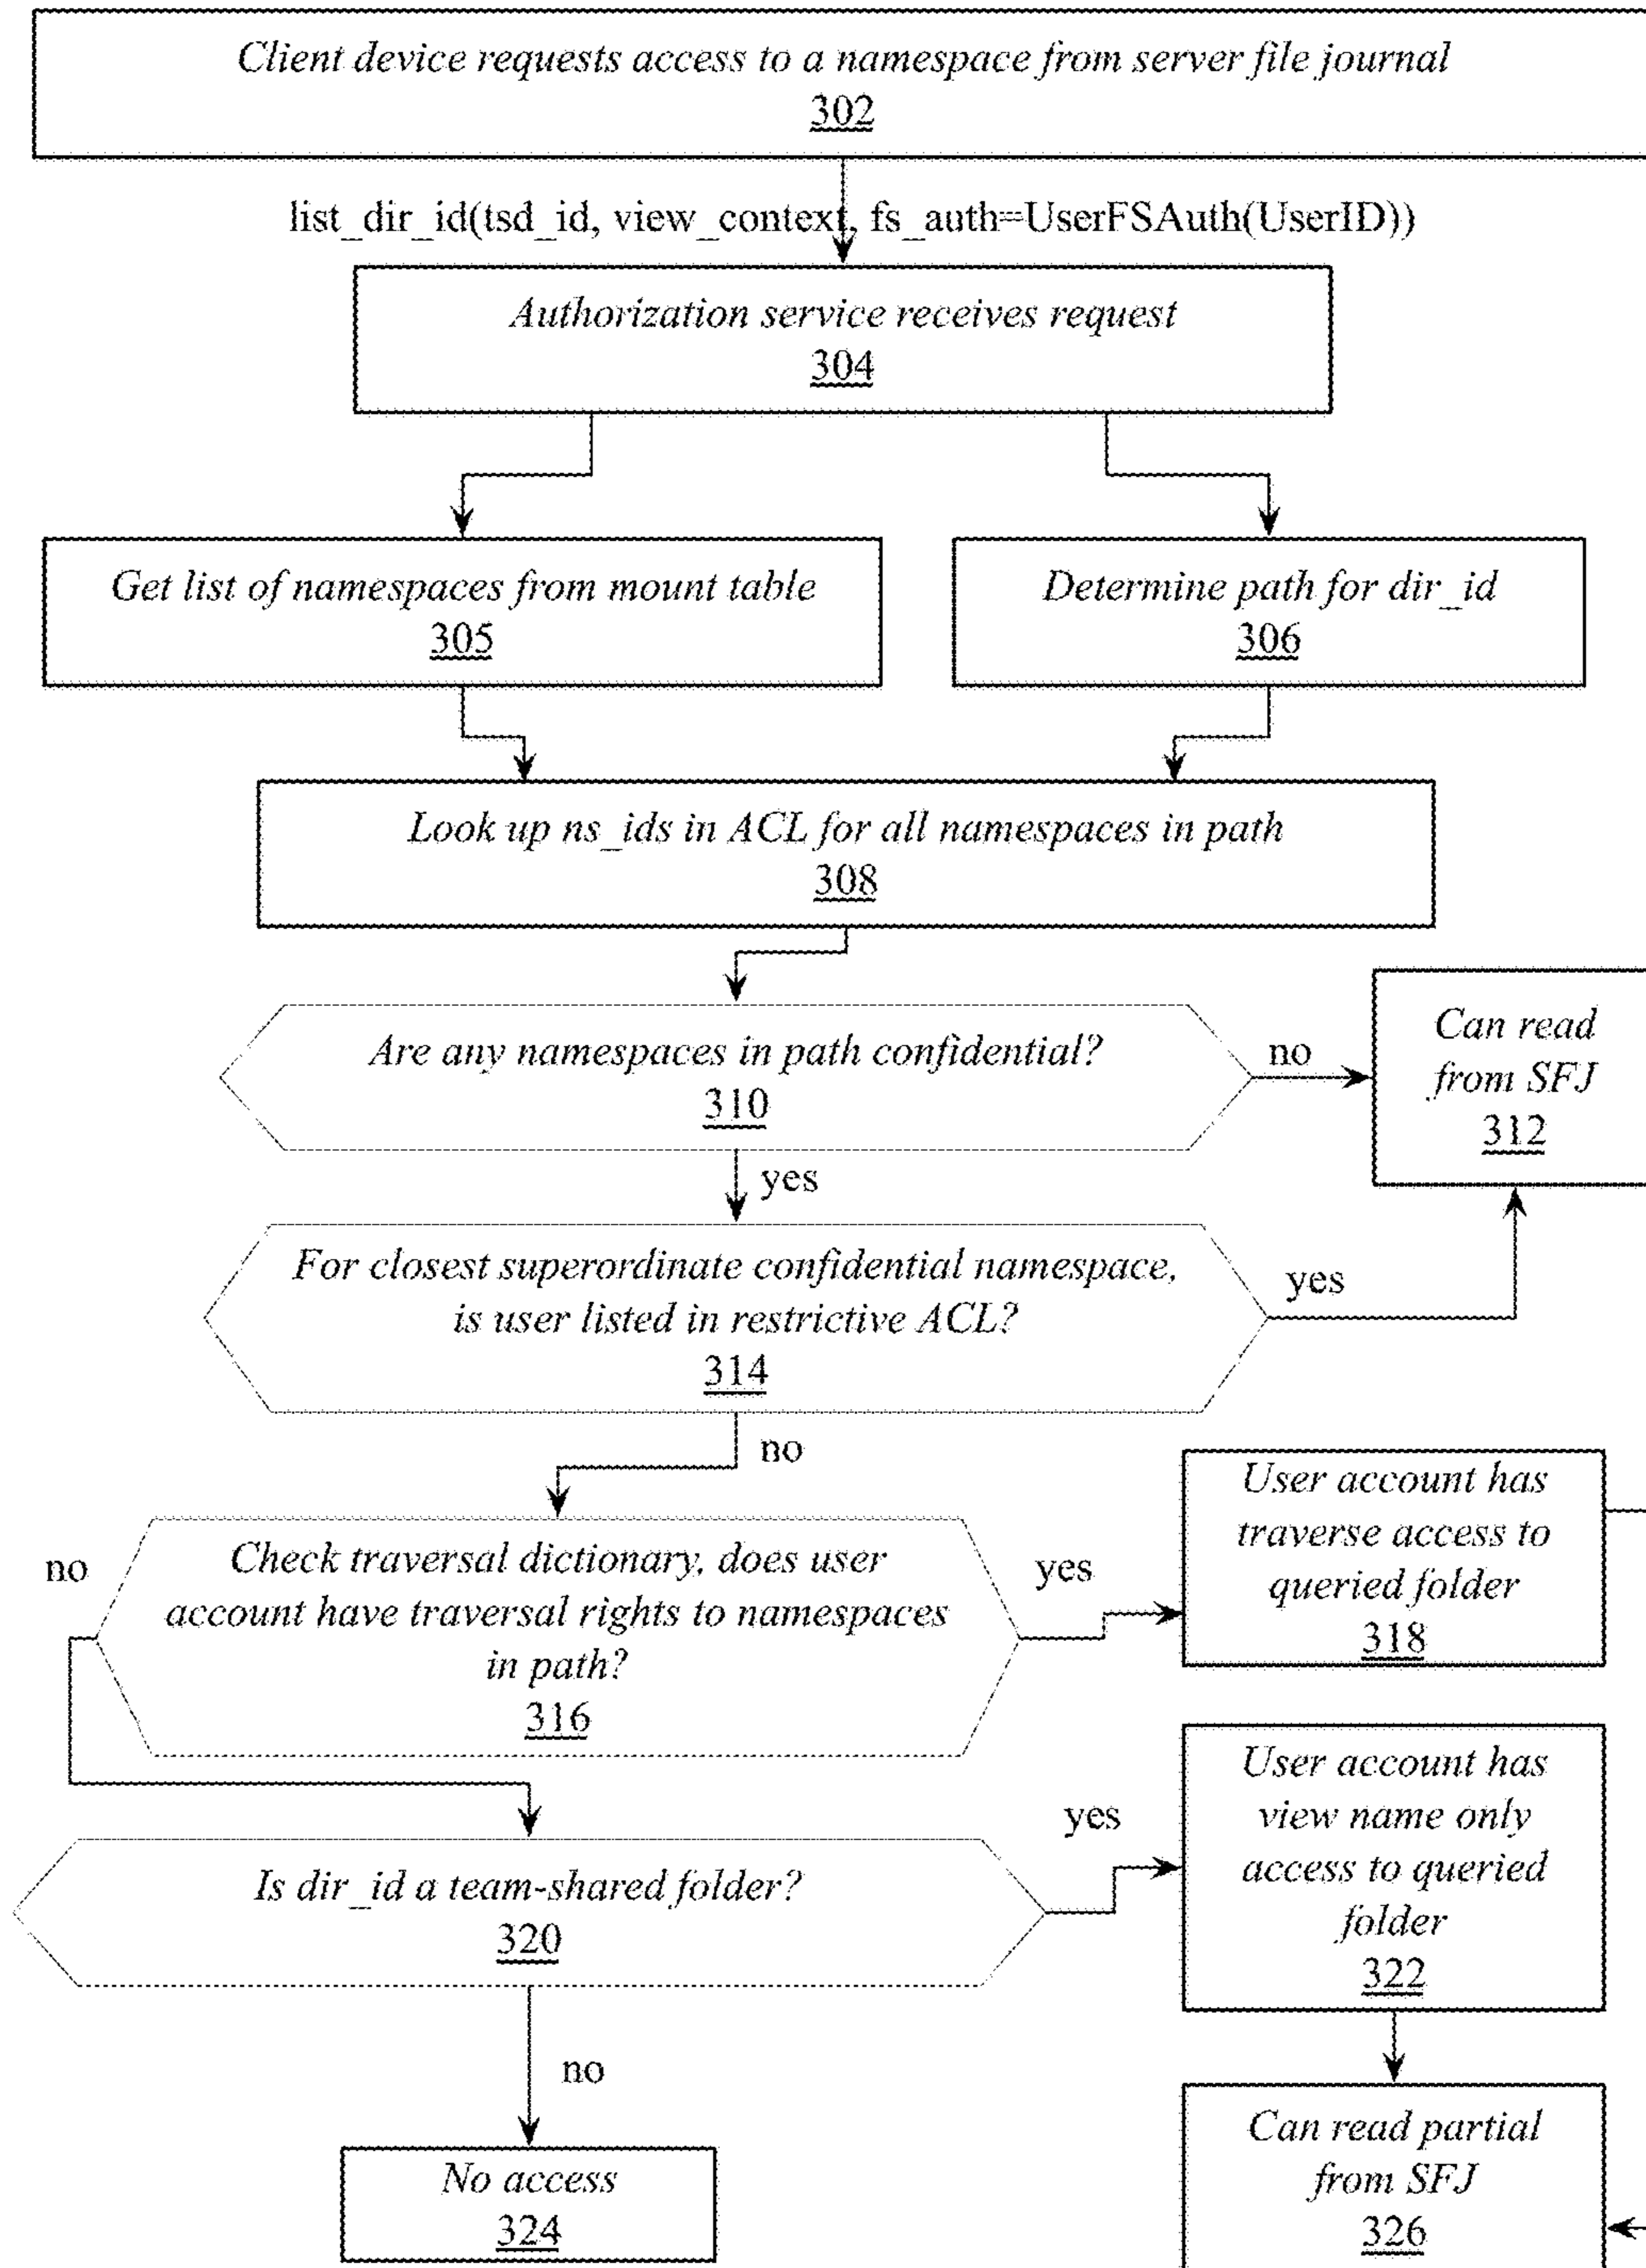 Client device requests access to a namespace from server file journal
302
list_dir_id(tsd_id, view_context, fs_auth=UserFSAuth(UserID))
Authorization service receives request
304
Get list of namespaces from mount table
305
Determine path for dir_id
306
Look up ns_ids in ACL for all namespaces in path
308
Are any namespaces in path confidential?
310
no
Can read
from SFJ
312
yes
For closest superordinate confidential namespace,
is user listed in restrictive ACL?
314
yes
no
no
Check traversal dictionary, does user
account have traversal rights to namespaces
in path?
316
yes
User account has
traverse access to
queried folder
318
Is dir_id a team-shared folder?
320
yes
User account has
view name only
access to queried
folder
322
no
No access
324
Can read partial
from SFJ
326